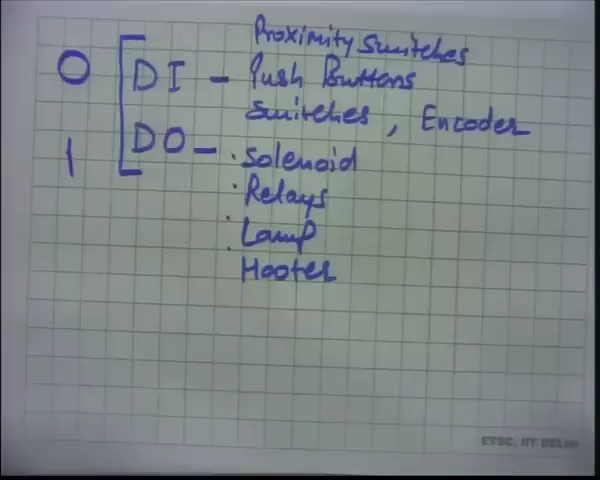 Proximity Switches
0 DI - Push Buttons
Switches, Encoder
1 DO - . Solenoid
. Relays
: Lamp
Hooter
ETSC, IIT DELHI